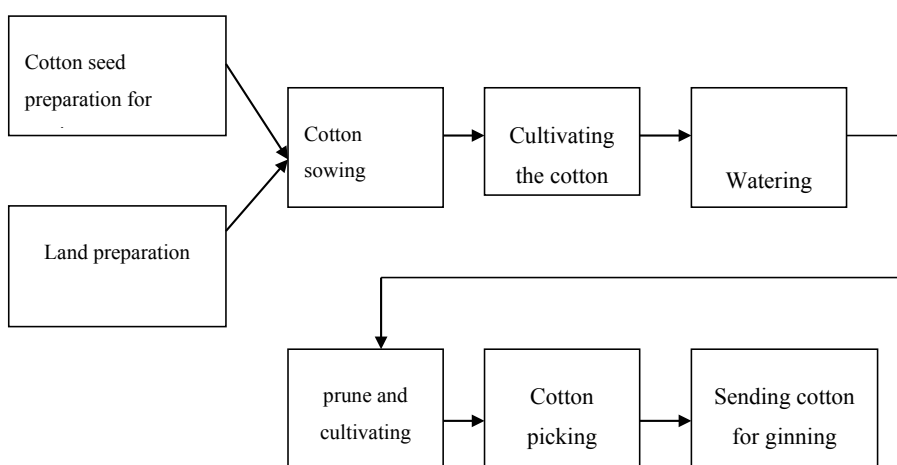 Cotton seed
preparation for
Cotton
sowing
Cultivating
the cotton
Watering
Land preparation
prune and
cultivating
Cotton
picking
Sending cotton
for ginning